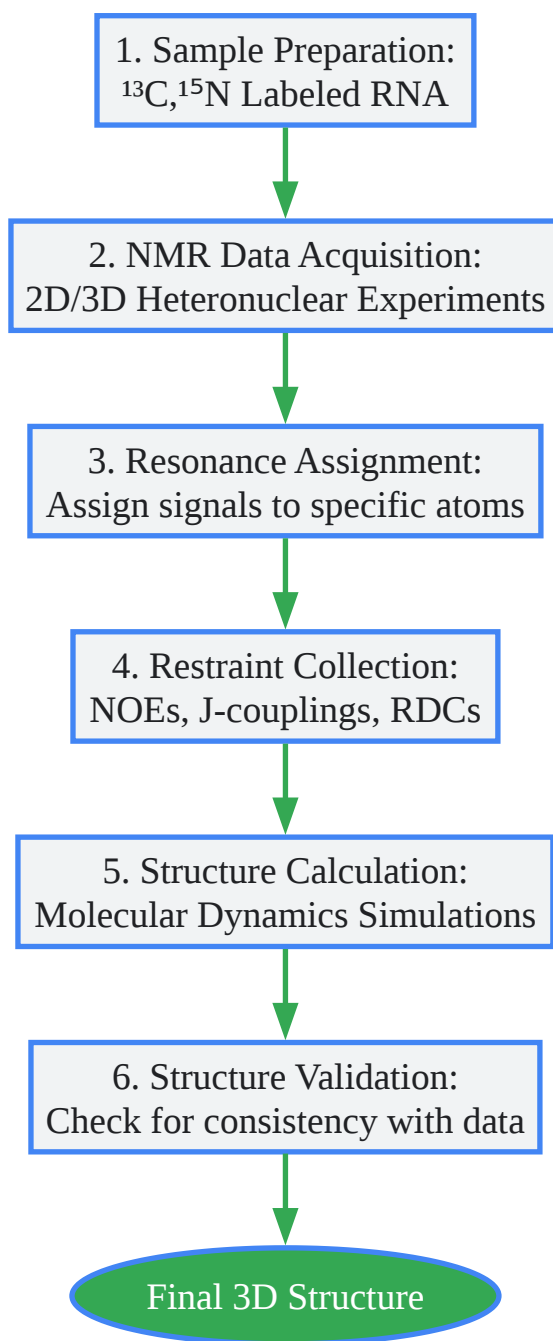 1. Sample Preparation:
¹³C,¹⁵N Labeled RNA
2. NMR Data Acquisition:
2D/3D Heteronuclear Experiments
3. Resonance Assignment:
Assign signals to specific atoms
4. Restraint Collection:
NOEs, J-couplings, RDCs
5. Structure Calculation:
Molecular Dynamics Simulations
6. Structure Validation:
Check for consistency with data
Final 3D Structure